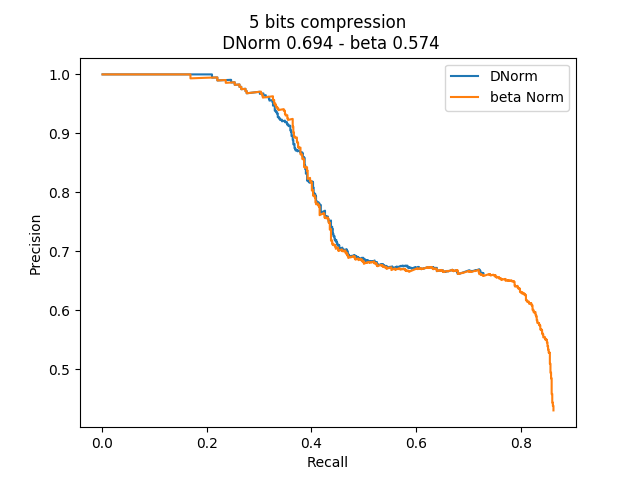 5 bits compression
DNorm 0.694 - beta 0.574
DNorm
beta Norm
1.0
0.9
0.8
0.7
0.6
0.5
Precision
0.0
0.2
0.4
0.6
0.8
Recall